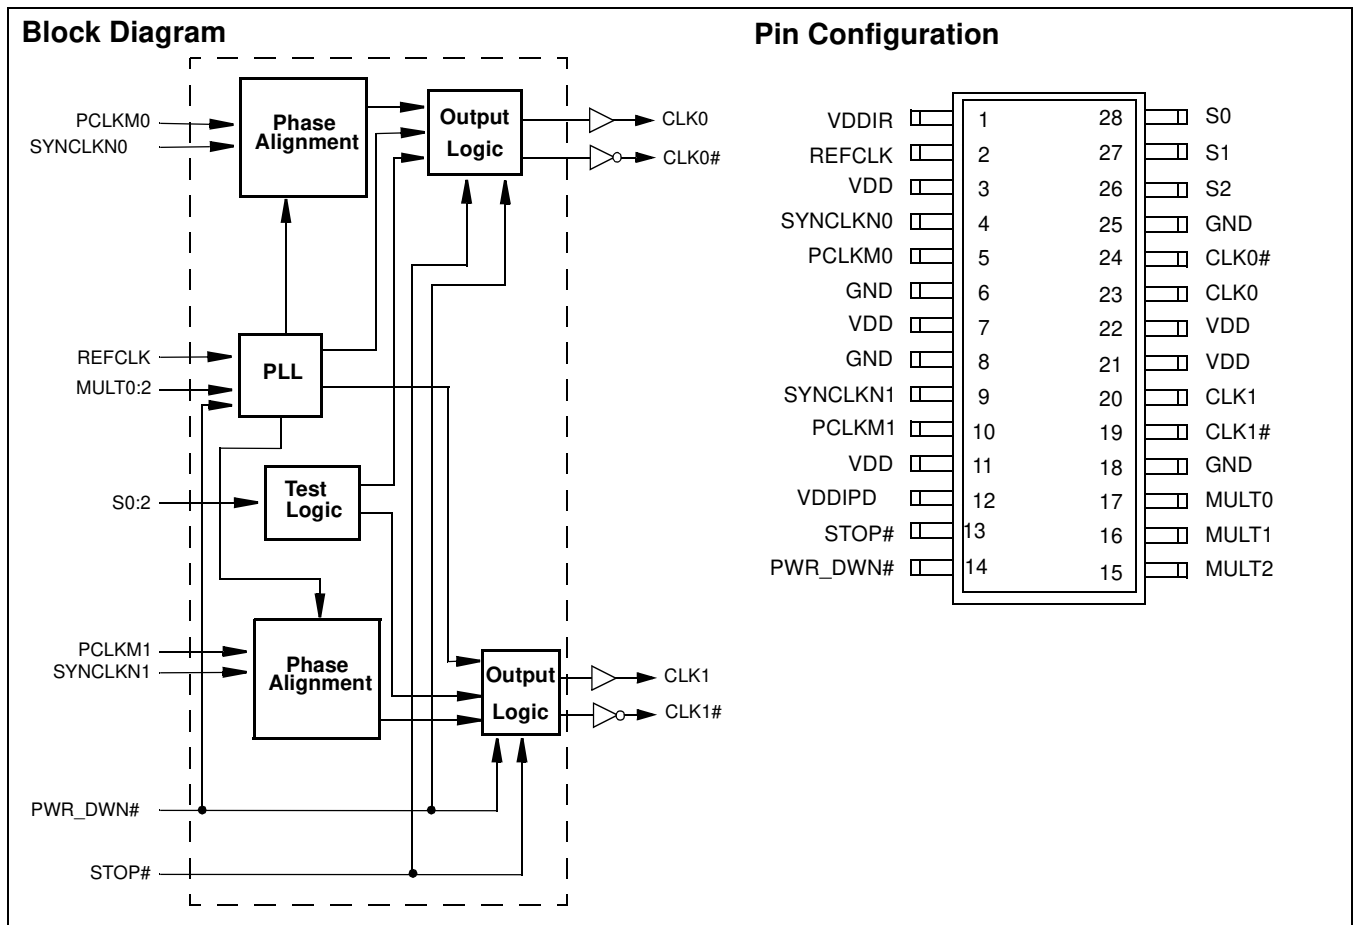 Block Diagram
PCLKM0
SYNCLKN0
Phase
Alignment
Output
Logic
CLK0
CLK0#
REFCLK
MULT0:2
PLL
S0:2
Test
Logic
PCLKM1
SYNCLKN1
Phase
Alignment
Output
Logic
CLK1
CLK1#
PWR_DWN#
STOP#
Pin Configuration
VDDIR 1 28 S0
REFCLK 2 27 S1
VDD 3 26 S2
SYNCLKN0 4 25 GND
PCLKM0 5 24 CLK0#
GND 6 23 CLK0
VDD 7 22 VDD
GND 8 21 VDD
SYNCLKN1 9 20 CLK1
PCLKM1 10 19 CLK1#
VDD 11 18 GND
VDDIPD 12 17 MULT0
STOP# 13 16 MULT1
PWR_DWN# 14 15 MULT2